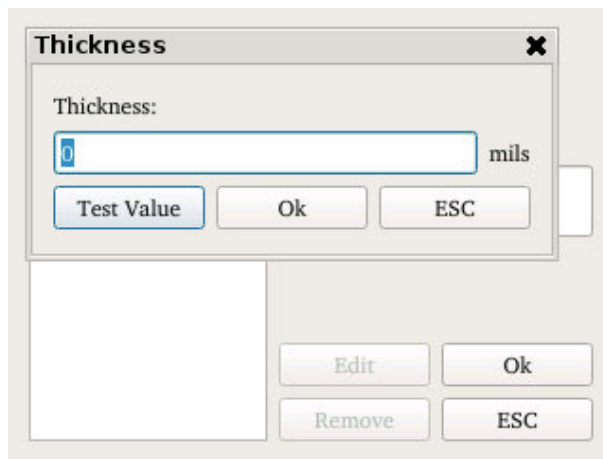 Thickness
Thickness:
0 mils
Test Value Ok ESC
Edit Ok
Remove ESC